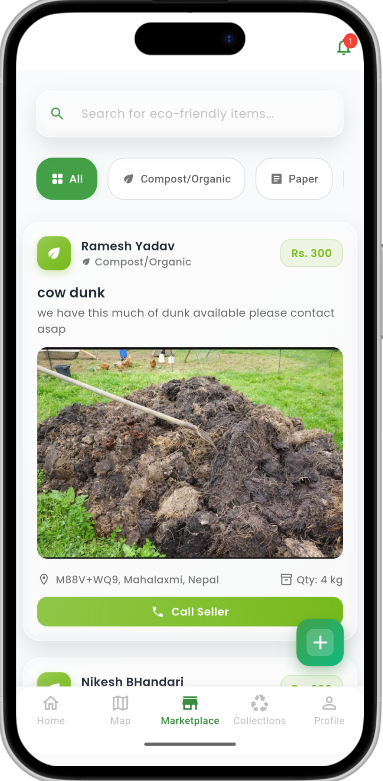 1
Search for eco-friendly items...
All
Compost/Organic
Paper
Ramesh Yadav
Compost/Organic
Rs. 300
cow dunk
we have this much of dunk available please contact
asap
M88V+WQ9, Mahalaxmi, Nepal
Qty: 4 kg
Call Seller
Nikesh BHandari
Home
Map
Marketplace
Collections
Profile